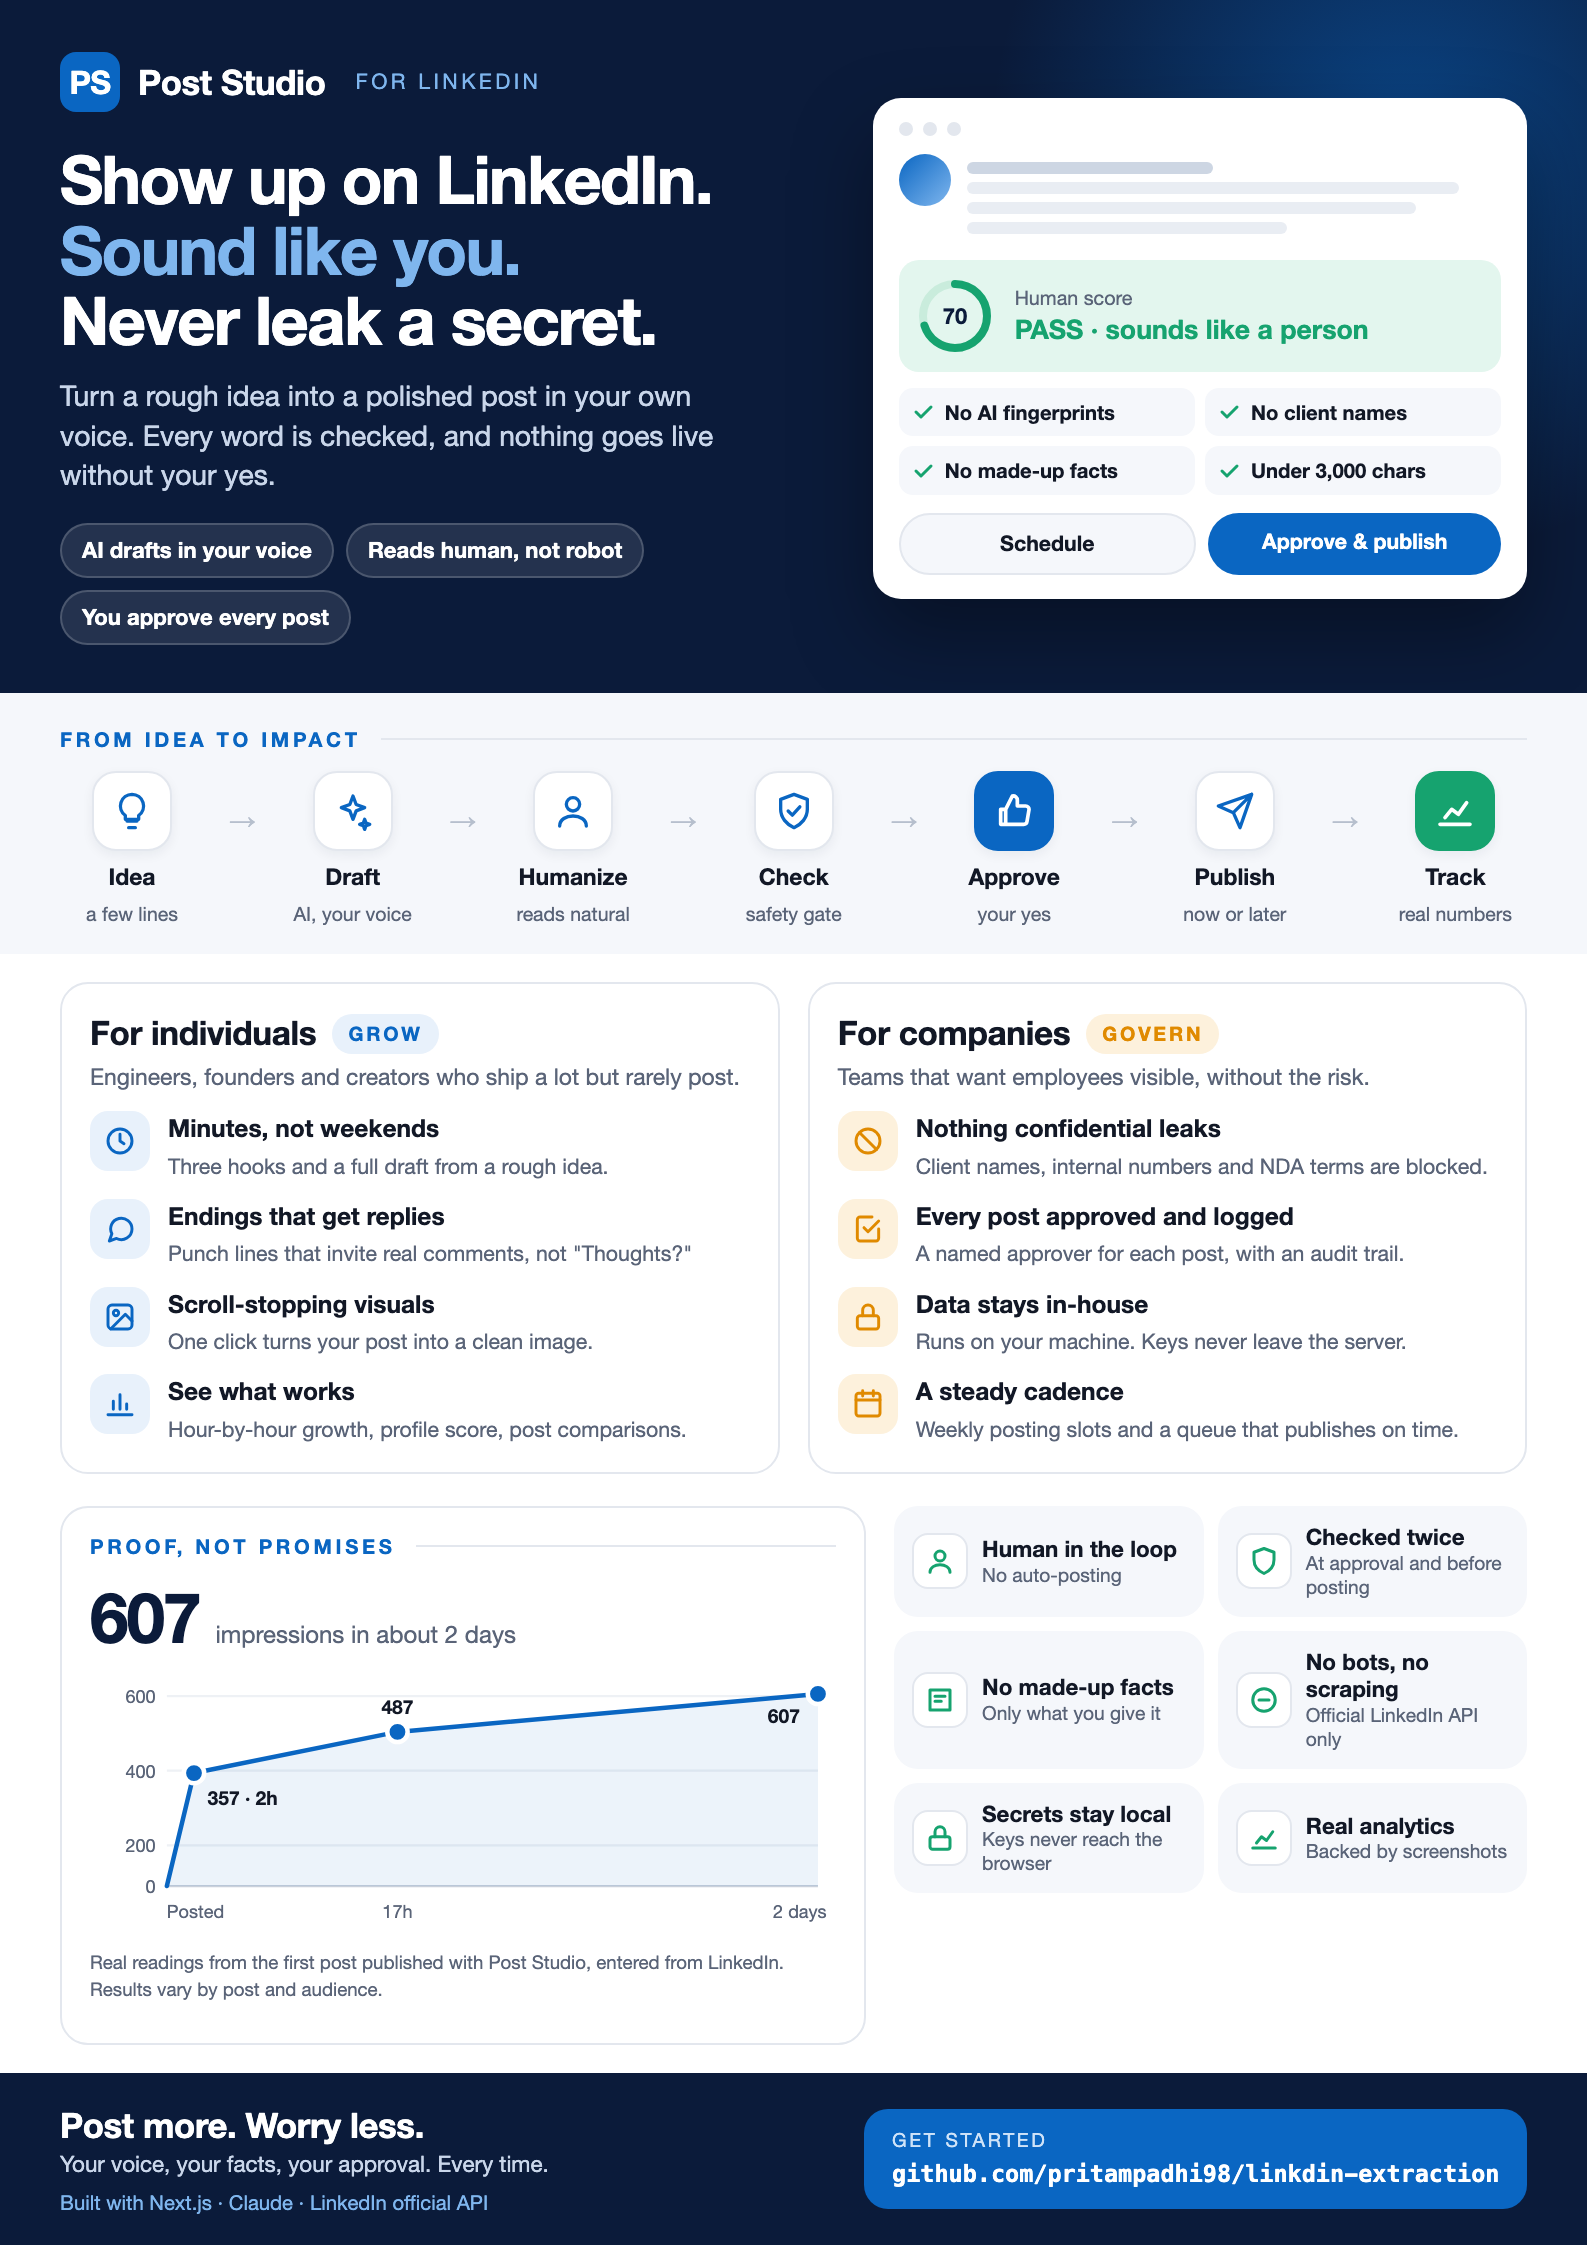 PS Post Studio FOR LINKEDIN
Show up on LinkedIn.
Sound like you.
Never leak a secret.
Turn a rough idea into a polished post in your own
voice. Every word is checked, and nothing goes live
without your yes.
AI drafts in your voice
Reads human, not robot
You approve every post
70
Human score
PASS · sounds like a person
No AI fingerprints
No client names
No made-up facts
Under 3,000 chars
Schedule
Approve & publish
FROM IDEA TO IMPACT
→ → → → → →
Idea
a few lines
Draft
AI, your voice
Humanize
reads natural
Check
safety gate
Approve
your yes
Publish
now or later
Track
real numbers
For individuals GROW
Engineers, founders and creators who ship a lot but rarely post.
Minutes, not weekends
Three hooks and a full draft from a rough idea.
Endings that get replies
Punch lines that invite real comments, not "Thoughts?"
Scroll-stopping visuals
One click turns your post into a clean image.
See what works
Hour-by-hour growth, profile score, post comparisons.
For companies GOVERN
Teams that want employees visible, without the risk.
Nothing confidential leaks
Client names, internal numbers and NDA terms are blocked.
Every post approved and logged
A named approver for each post, with an audit trail.
Data stays in-house
Runs on your machine. Keys never leave the server.
A steady cadence
Weekly posting slots and a queue that publishes on time.
PROOF, NOT PROMISES
607 impressions in about 2 days
600
400
200
0
357 · 2h
487
607
Posted
17h
2 days
Real readings from the first post published with Post Studio, entered from LinkedIn.
Results vary by post and audience.
Human in the loop
No auto-posting
Checked twice
At approval and before
posting
No made-up facts
Only what you give it
No bots, no
scraping
Official LinkedIn API
only
Secrets stay local
Keys never reach the
browser
Real analytics
Backed by screenshots
Post more. Worry less.
Your voice, your facts, your approval. Every time.
Built with Next.js · Claude · LinkedIn official API
GET STARTED
github.com/pritampadhi98/linkdin-extraction